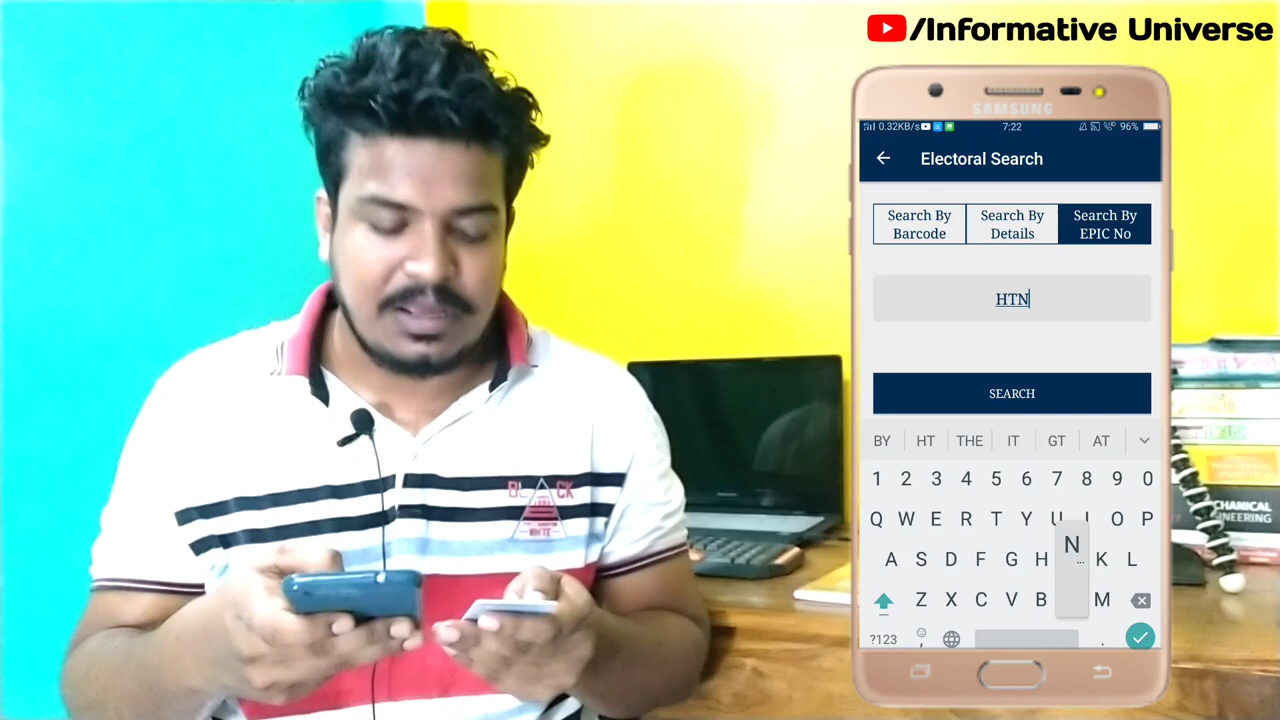 /Informative Universe
SAMSUNG
0.32KB/s 7:22 96%
Electoral Search
Search By Barcode
Search By Details
Search By EPIC No
HTN
SEARCH
BY HT THE IT GT AT
1 2 3 4 5 6 7 8 9 0
Q W E R T Y U I O P
A S D F G H N K L
Z X C V B M
?123 , .
BLACK
WHITE
CHANICAL
INEERING